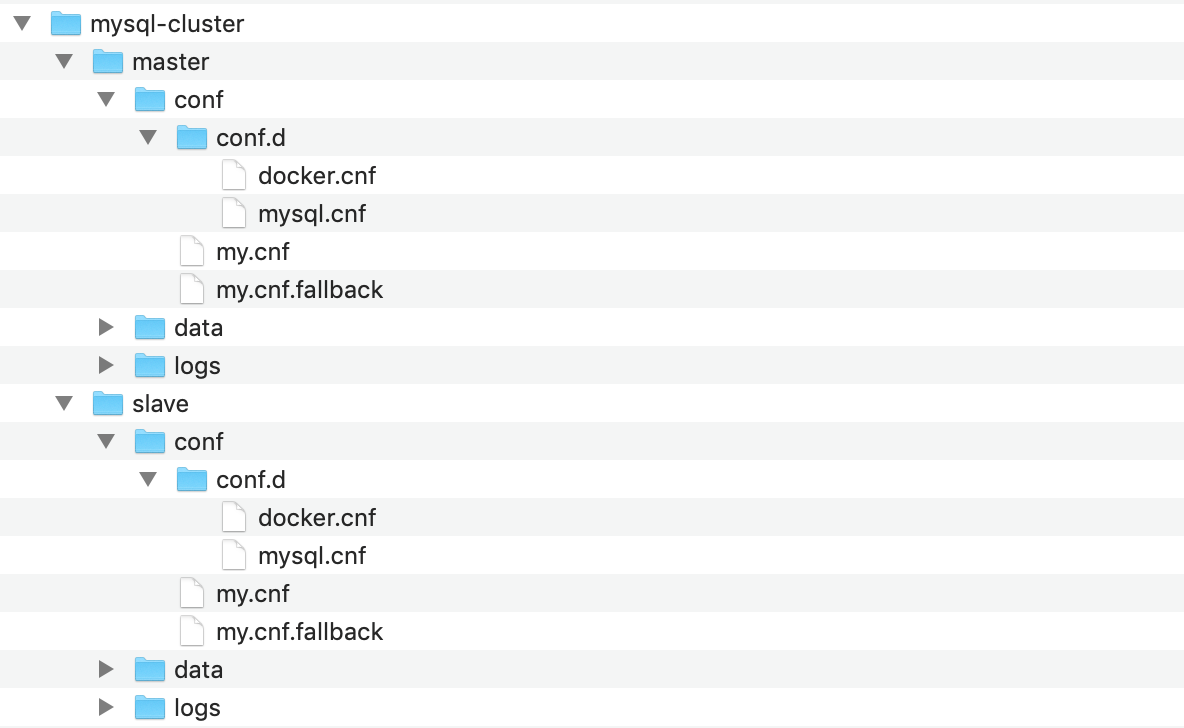 mysql-cluster
master
conf
conf.d
docker.cnf
mysql.cnf
my.cnf
my.cnf.fallback
data
logs
slave
conf
conf.d
docker.cnf
mysql.cnf
my.cnf
my.cnf.fallback
data
logs